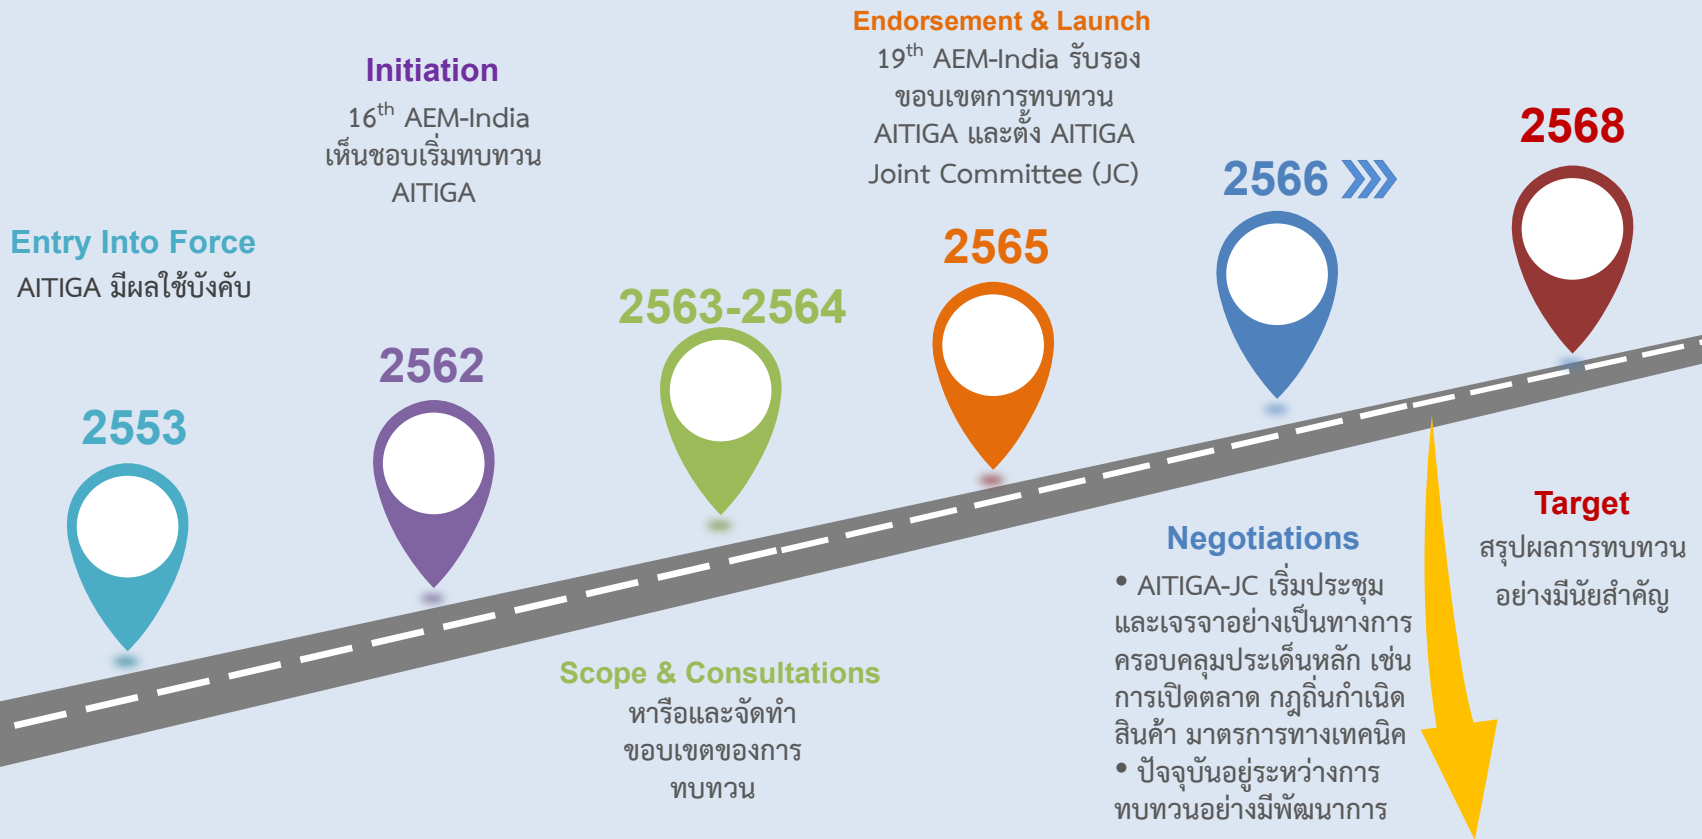 Entry Into Force
AITIGA มีผลใช้บังคับ
2553
Initiation
16th AEM-India
เห็นชอบเริ่มทบทวน
AITIGA
2562
2563-2564
Scope & Consultations
หารือและจัดทำ
ขอบเขตของการ
ทบทวน
Endorsement & Launch
19th AEM-India รับรอง
ขอบเขตการทบทวน
AITIGA และตั้ง AITIGA
Joint Committee (JC)
2565
2566
Negotiations
• AITIGA-JC เริ่มประชุม
และเจรจาอย่างเป็นทางการ
ครอบคลุมประเด็นหลัก เช่น
การเปิดตลาด กฎถิ่นกำเนิด
สินค้า มาตรการทางเทคนิค
• ปัจจุบันอยู่ระหว่างการ
ทบทวนอย่างมีพัฒนาการ
2568
Target
สรุปผลการทบทวน
อย่างมีนัยสำคัญ